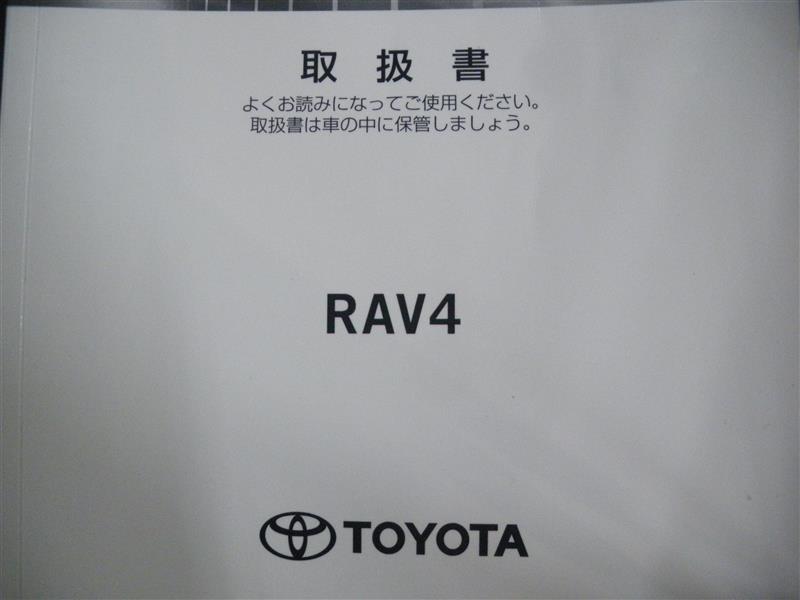 取扱書
よくお読みになってご使用ください。
取扱書は車の中に保管しましょう。
RAV4
TOYOTA